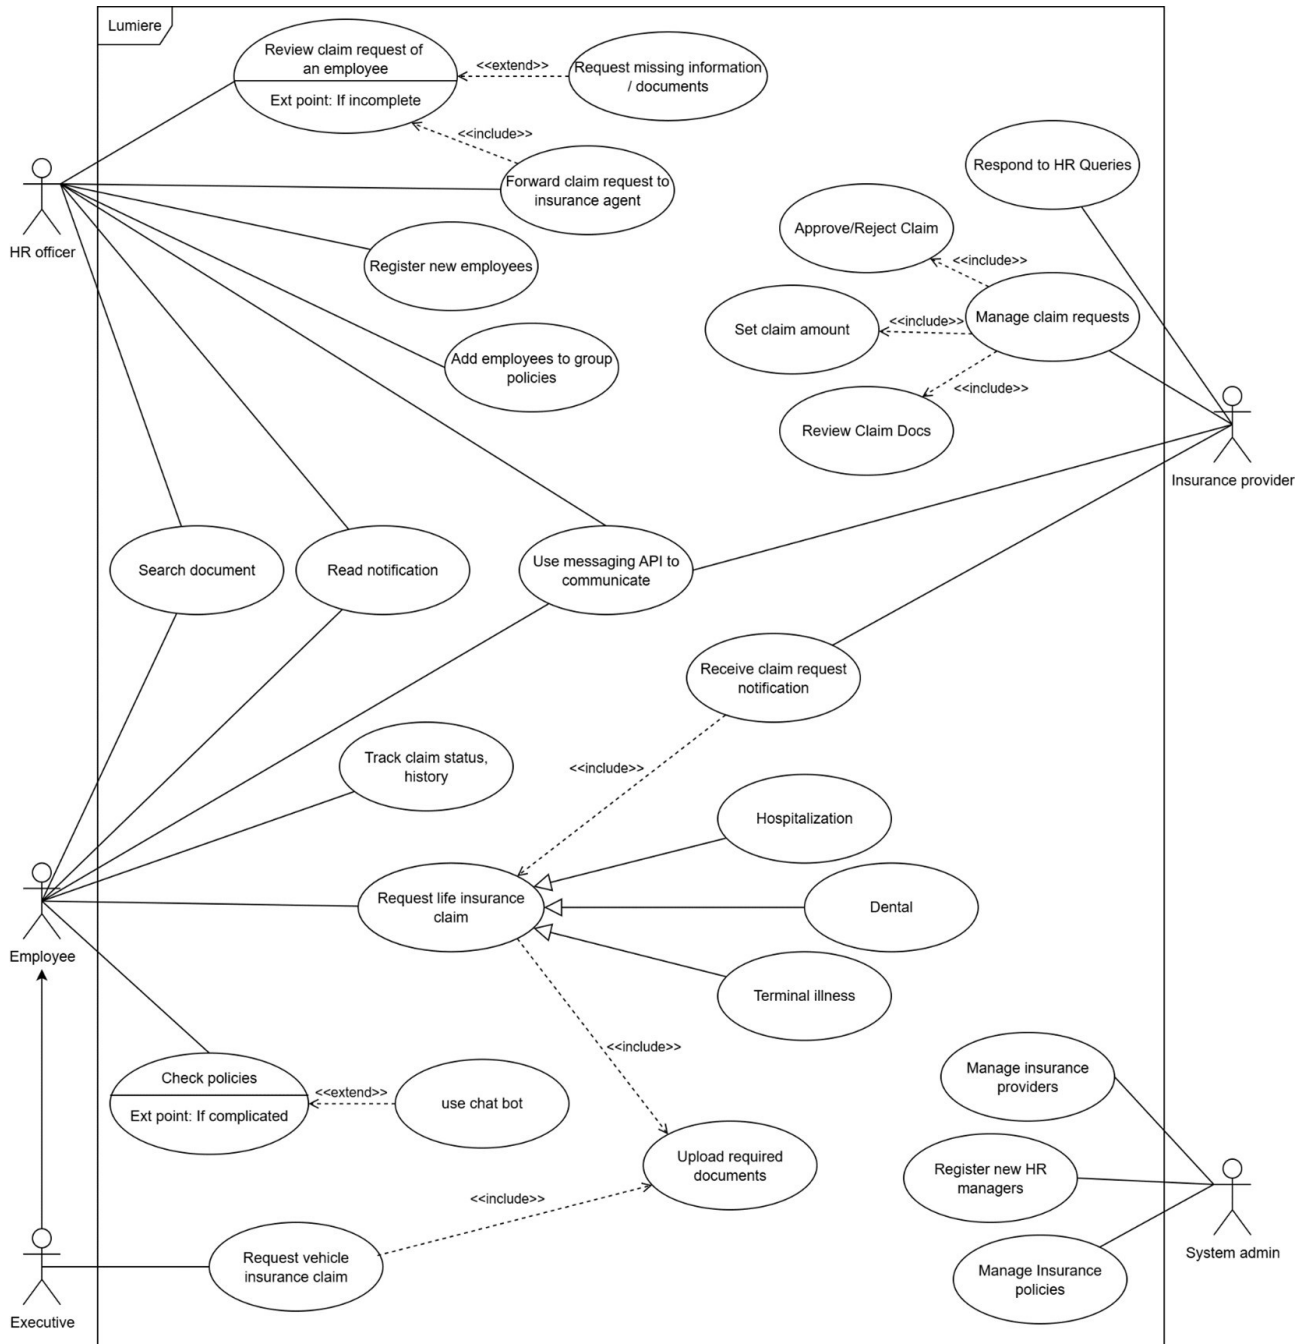 Lumiere
Review claim request of
an employee
Ext point: If incomplete
<<extend>>
Request missing information
/ documents
<<include>>
Forward claim request to
insurance agent
HR officer
Register new employees
Add employees to group
policies
Respond to HR Queries
Approve/Reject Claim
<<include>>
Set claim amount
<<include>>
Manage claim requests
<<include>>
Review Claim Docs
Insurance provider
Search document
Read notification
Use messaging API to
communicate
Receive claim request
notification
Track claim status,
history
<<include>>
Hospitalization
Request life insurance
claim
Dental
Employee
Terminal illness
<<include>>
Check policies
Ext point: If complicated
<<extend>>
use chat bot
Upload required
documents
<<include>>
Request vehicle
insurance claim
Executive
Manage insurance
providers
Register new HR
managers
Manage Insurance
policies
System admin